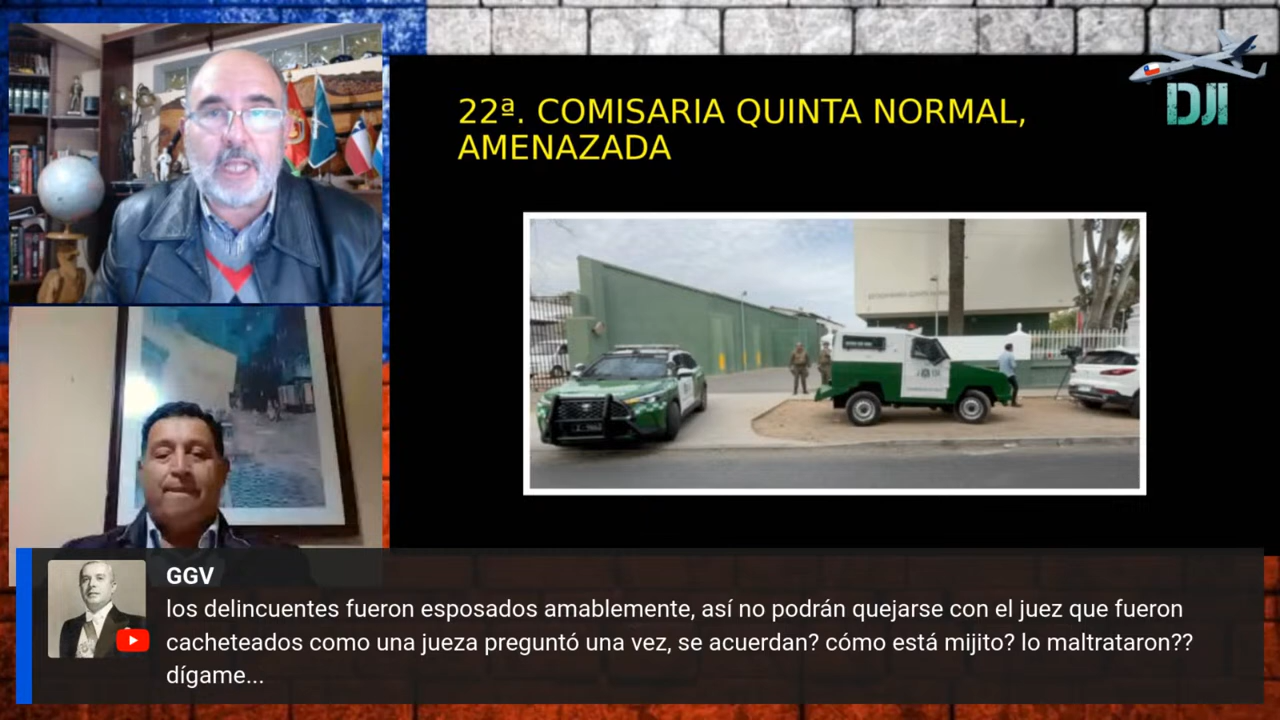 22ª. COMISARIA QUINTA NORMAL,
AMENAZADA
DJI
GGV
los delincuentes fueron esposados amablemente, así no podrán quejarse con el juez que fueron
cacheteados como una jueza preguntó una vez, se acuerdan? cómo está mijito? lo maltrataron??
dígame...